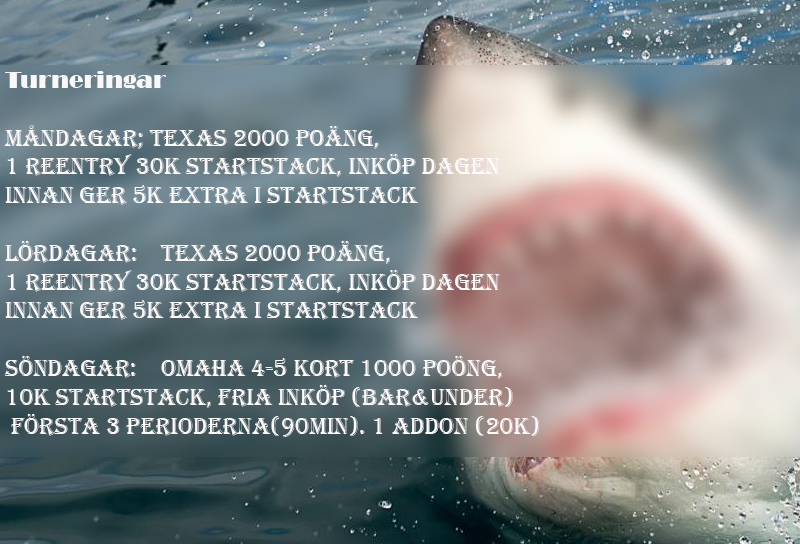 Turneringar
MÅNDAGAR; TEXAS 2000 POÄNG,
1 REENTRY 30K STARTSTACK, INKÖP DAGEN
INNAN GER 5K EXTRA I STARTSTACK
LÖRDAGAR: TEXAS 2000 POÄNG,
1 REENTRY 30K STARTSTACK, INKÖP DAGEN
INNAN GER 5K EXTRA I STARTSTACK
SÖNDAGAR: OMAHA 4-5 KORT 1000 POÖNG,
10K STARTSTACK, FRIA INKÖP (BAR&UNDER)
FÖRSTA 3 PERIODERNA(90MIN). 1 ADDON (20K)